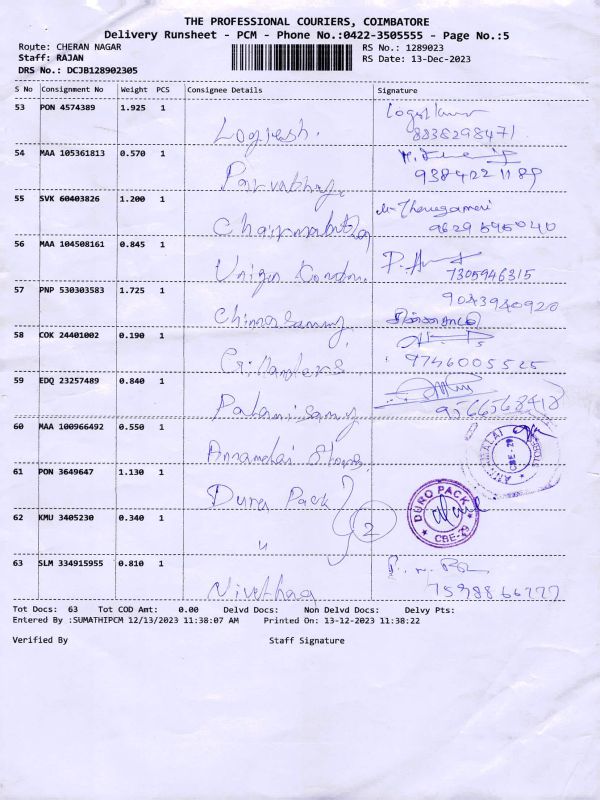 THE PROFESSIONAL COURIERS, COIMBATORE
Delivery Runsheet - PCM - Phone No.:0422-3505555 - Page No.:5
Route: CHERAN NAGAR
RS No.: 1289023
Staff: RAJAN
RS Date: 13-Dec-2023
DRS No.: DCJB128902305
S No Consignment No Weight PCS Consignee Details Signature
53 PON 4574389 1.925 1
Logesh.
8838298471
54 MAA 105361813 0.570 1
9384221189
55 SVK 60403826 1.200 1
9629595040
56 MAA 104508161 0.845 1
7305946315
57 PNP 530303583 1.725 1
Chinnasamy
9043940920
58 COK 24401002 0.190 1
9746005525
59 EDQ 23257489 0.840 1
Palanisamy
9566568418
60 MAA 100966492 0.550 1
Annamalai Stores
61 PON 3649647 1.130 1
Duro Pack
DURO PACK
CBE-29
62 KMU 3405230 0.340 1
"
2
63 SLM 334915955 0.810 1
Nivethaa
Tot Docs: 63 Tot COD Amt: 0.00 Delvd Docs: Non Delvd Docs: Delvy Pts:
Entered By :SUMATHIPCM 12/13/2023 11:38:07 AM Printed On: 13-12-2023 11:38:22
Verified By Staff Signature